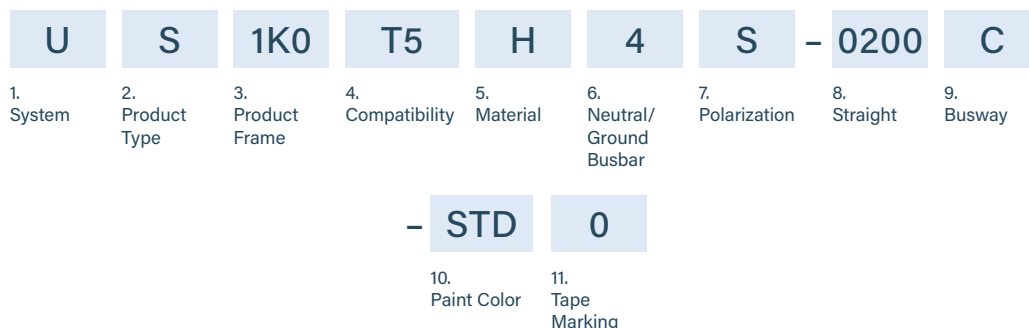 U S 1K0 T5 H 4 S – 0200 C
1. 2. 3. 4. 5. 6. 7. 8. 9.
System Product Product Compatibility Material Neutral/ Polarization Straight Busway
Type Frame Ground
Busbar
– STD 0
10. 11.
Paint Color Tape
Marking